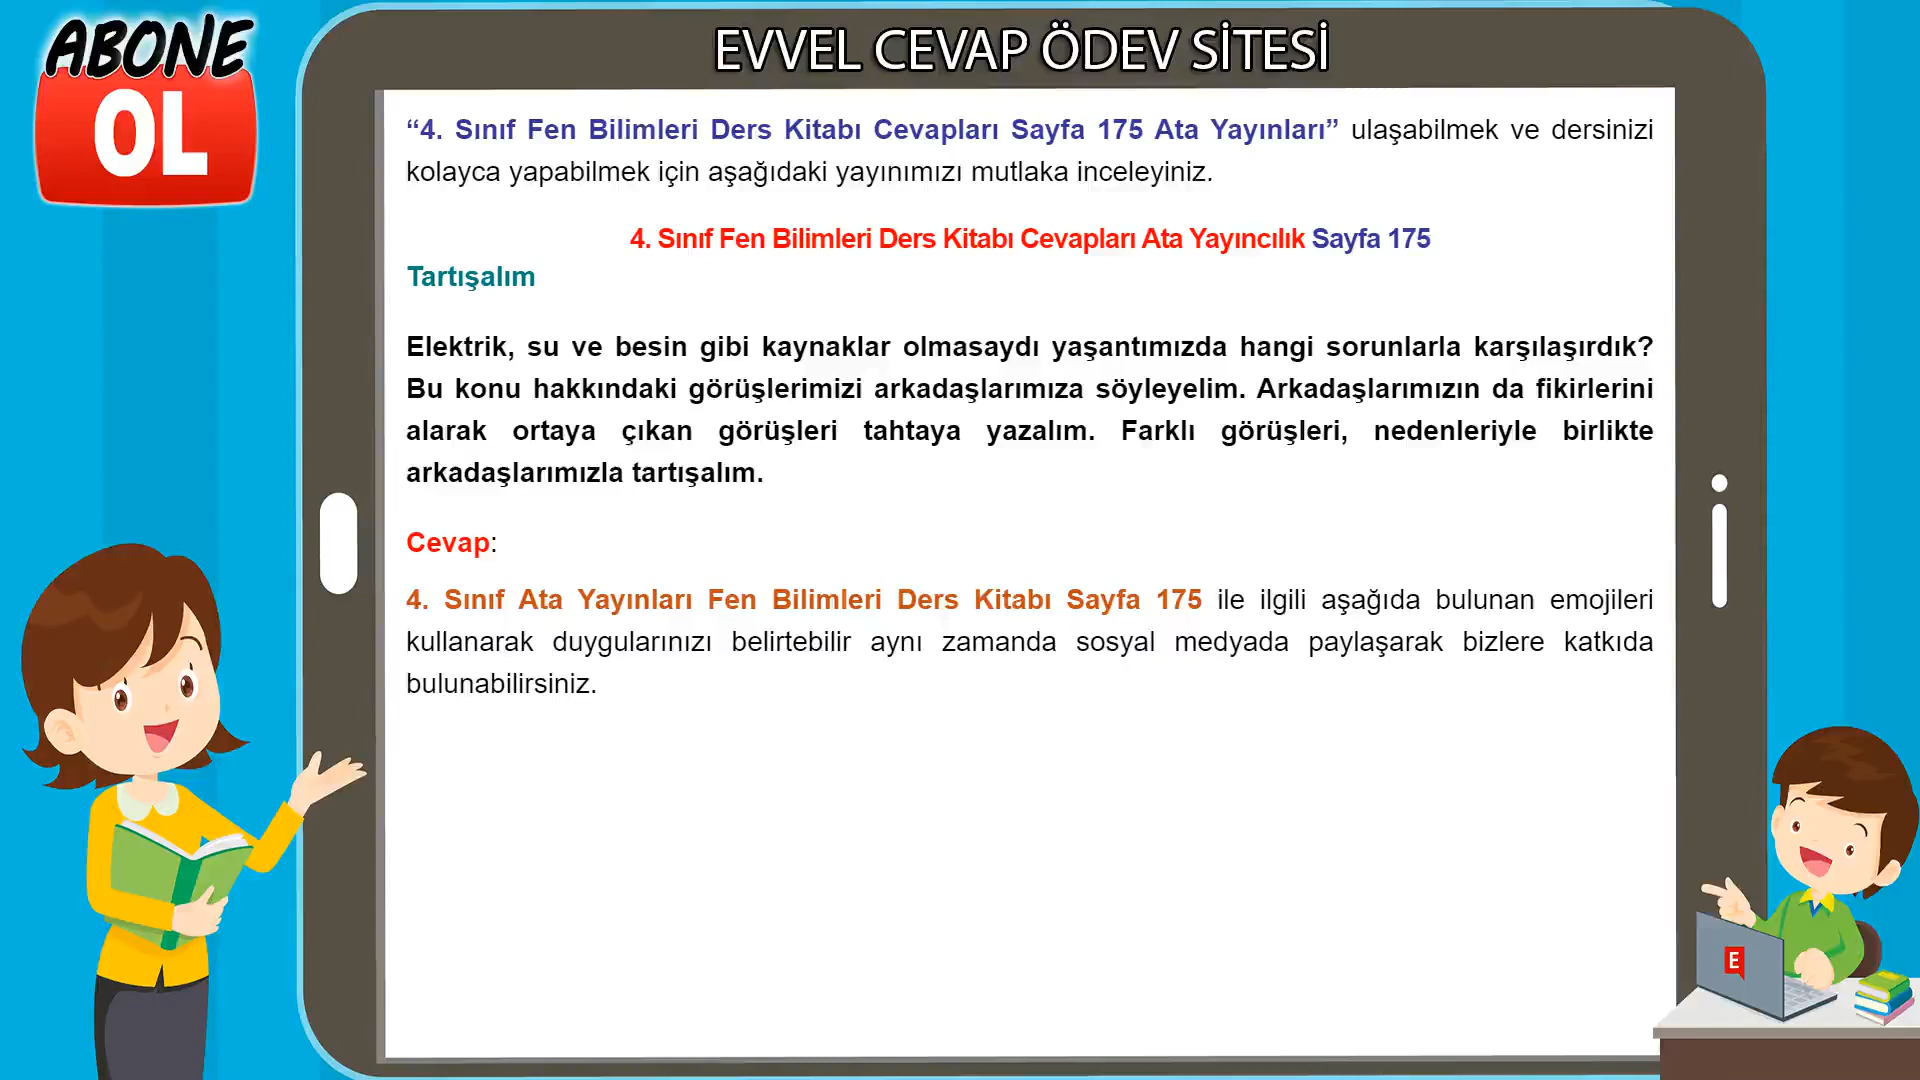 ABONE
OL
EVVEL CEVAP ÖDEV SİTESİ
“4. Sınıf Fen Bilimleri Ders Kitabı Cevapları Sayfa 175 Ata Yayınları” ulaşabilmek ve dersinizi
kolayca yapabilmek için aşağıdaki yayınımızı mutlaka inceleyiniz.
4. Sınıf Fen Bilimleri Ders Kitabı Cevapları Ata Yayıncılık Sayfa 175
Tartışalım
Elektrik, su ve besin gibi kaynaklar olmasaydı yaşantımızda hangi sorunlarla karşılaşırdık?
Bu konu hakkındaki görüşlerimizi arkadaşlarımıza söyleyelim. Arkadaşlarımızın da fikirlerini
alarak ortaya çıkan görüşleri tahtaya yazalım. Farklı görüşleri, nedenleriyle birlikte
arkadaşlarımızla tartışalım.
Cevap:
4. Sınıf Ata Yayınları Fen Bilimleri Ders Kitabı Sayfa 175 ile ilgili aşağıda bulunan emojileri
kullanarak duygularınızı belirtebilir aynı zamanda sosyal medyada paylaşarak bizlere katkıda
bulunabilirsiniz.
E